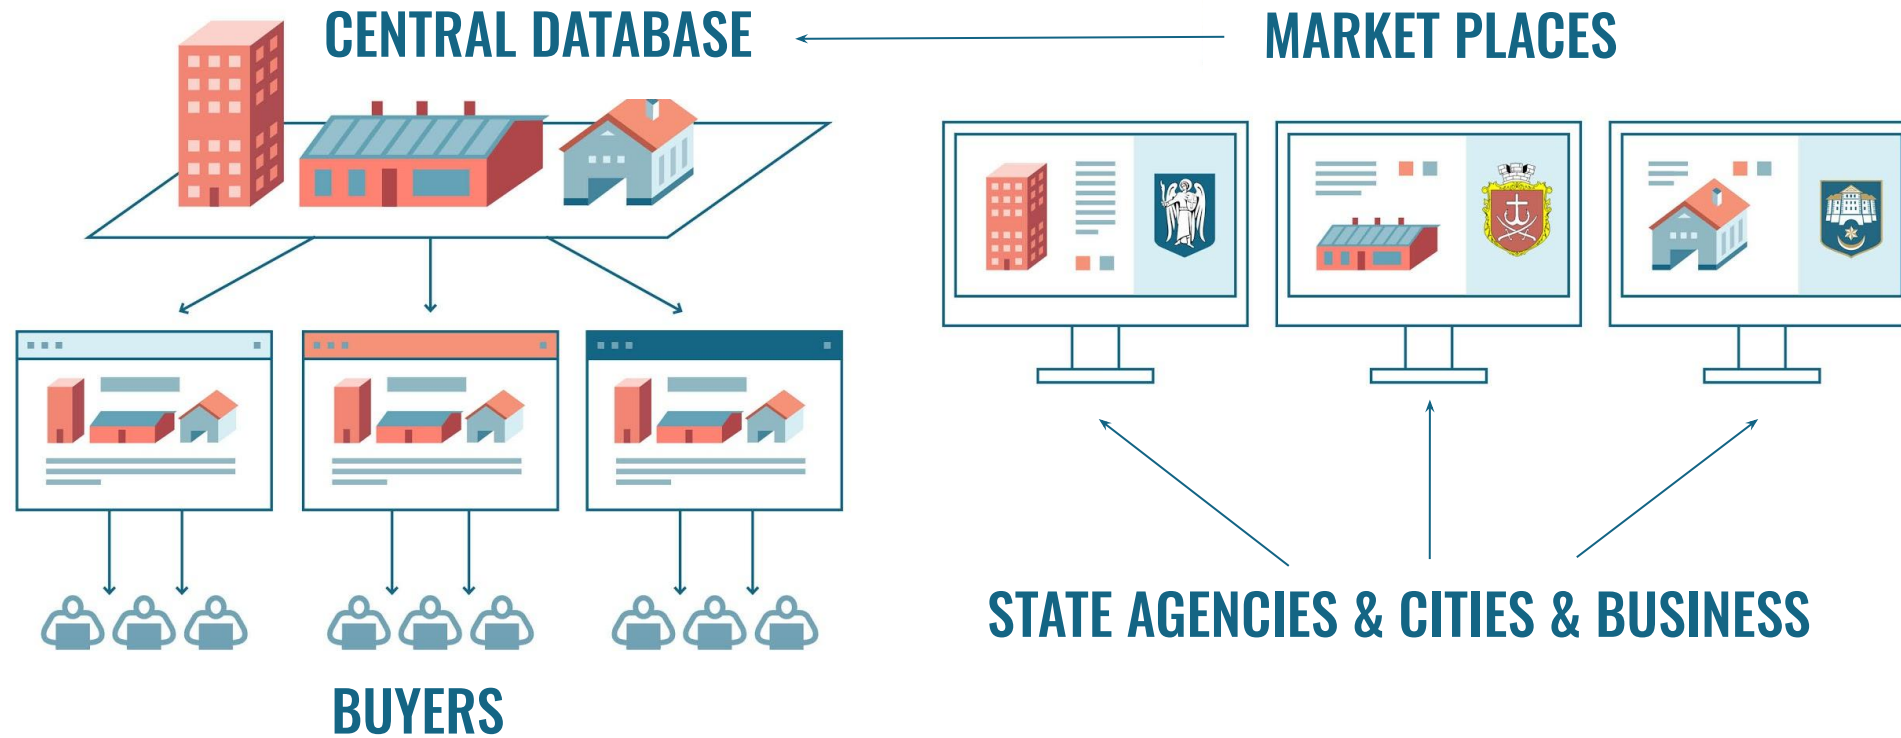 CENTRAL DATABASE
MARKET PLACES
STATE AGENCIES & CITIES & BUSINESS
BUYERS